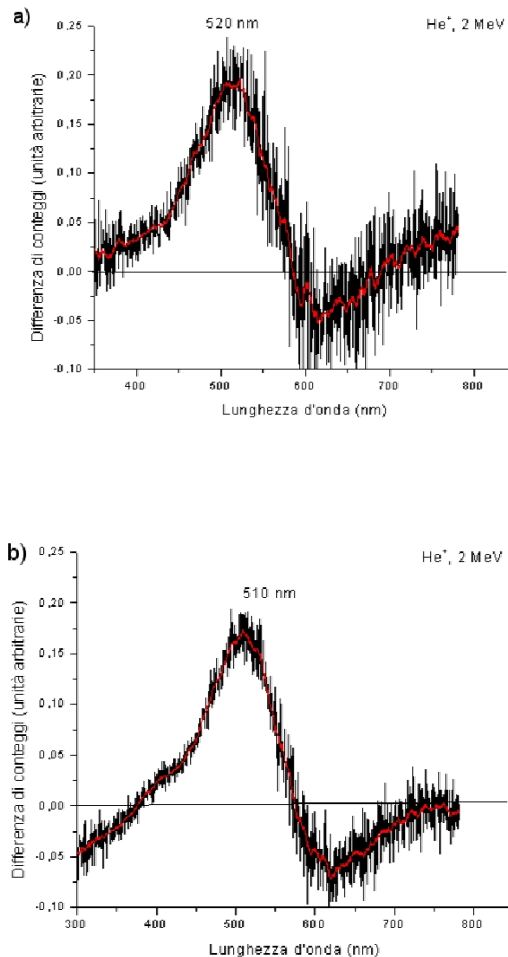 a)
520 nm
He⁺, 2 MeV
Differenza di conteggi (unità arbitrarie)
0,25
0,20
0,15
0,10
0,05
0,00
-0,05
-0,10
400
500
600
700
800
Lunghezza d'onda (nm)
b)
510 nm
He⁺, 2 MeV
Differenza di conteggi (unità arbitrarie)
0,25
0,20
0,15
0,10
0,05
0,00
-0,05
-0,10
300
400
500
600
700
800
Lunghezza d'onda (nm)